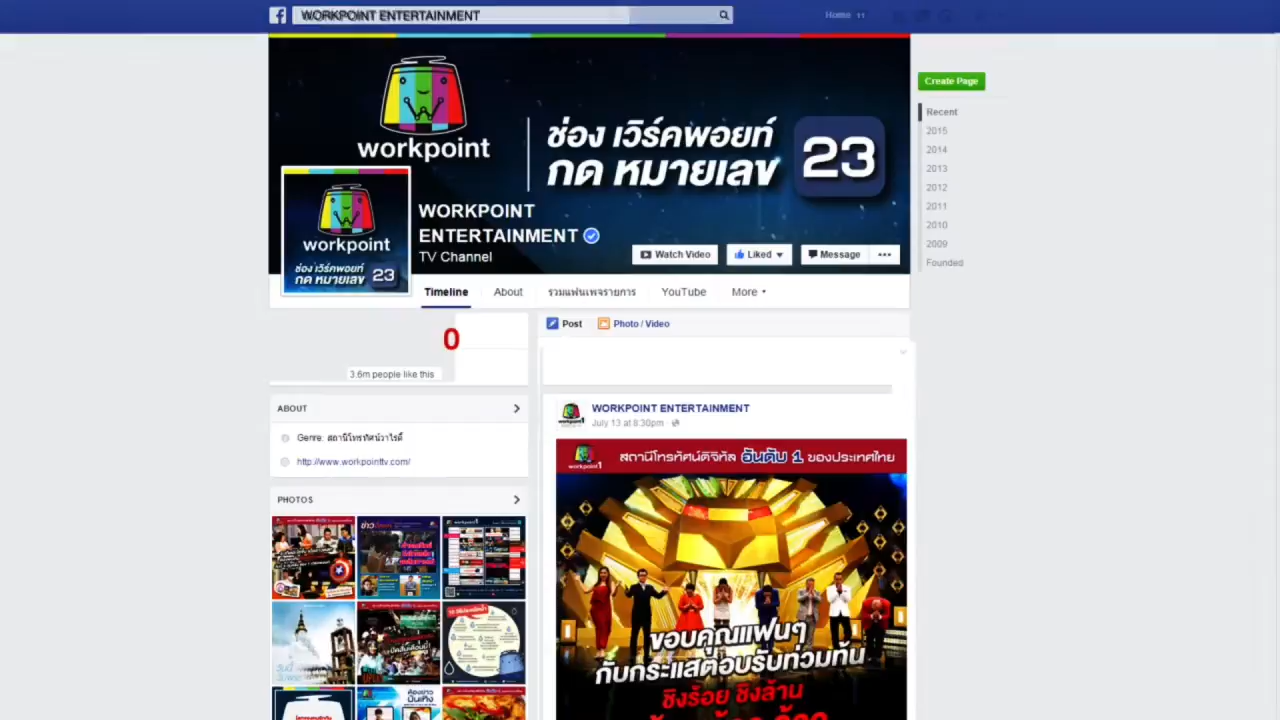 WORKPOINT ENTERTAINMENT
Home
workpoint
ช่อง เวิร์คพอยท์
กด หมายเลข
23
workpoint
ช่อง เวิร์คพอยท์
กด หมายเลข 23
WORKPOINT
ENTERTAINMENT
TV Channel
Watch Video
Liked
Message
Create Page
Recent
2015
2014
2013
2012
2011
2010
2009
Founded
Timeline
About
รวมแฟนเพจรายการ
YouTube
More
0
3.6m people like this
Post
Photo / Video
ABOUT
Genre: สถานีโทรทัศน์วาไรตี้
http://www.workpointtv.com/
PHOTOS
WORKPOINT ENTERTAINMENT
July 13 at 8:30pm
workpoint1
สถานีโทรทัศน์ดิจิทัล อันดับ 1 ของประเทศไทย
ขอบคุณแฟนๆ
กับกระแสตอบรับท่วมท้น
ชิงร้อย ชิงล้าน